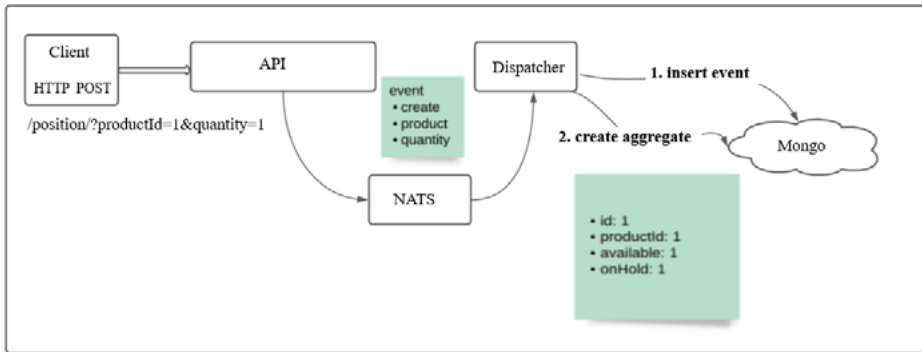 Client
HTTP POST
/position/?productId=1&quantity=1
API
event
• create
• product
• quantity
NATS
Dispatcher
1. insert event
2. create aggregate
Mongo
• id: 1
• productId: 1
• available: 1
• onHold: 1